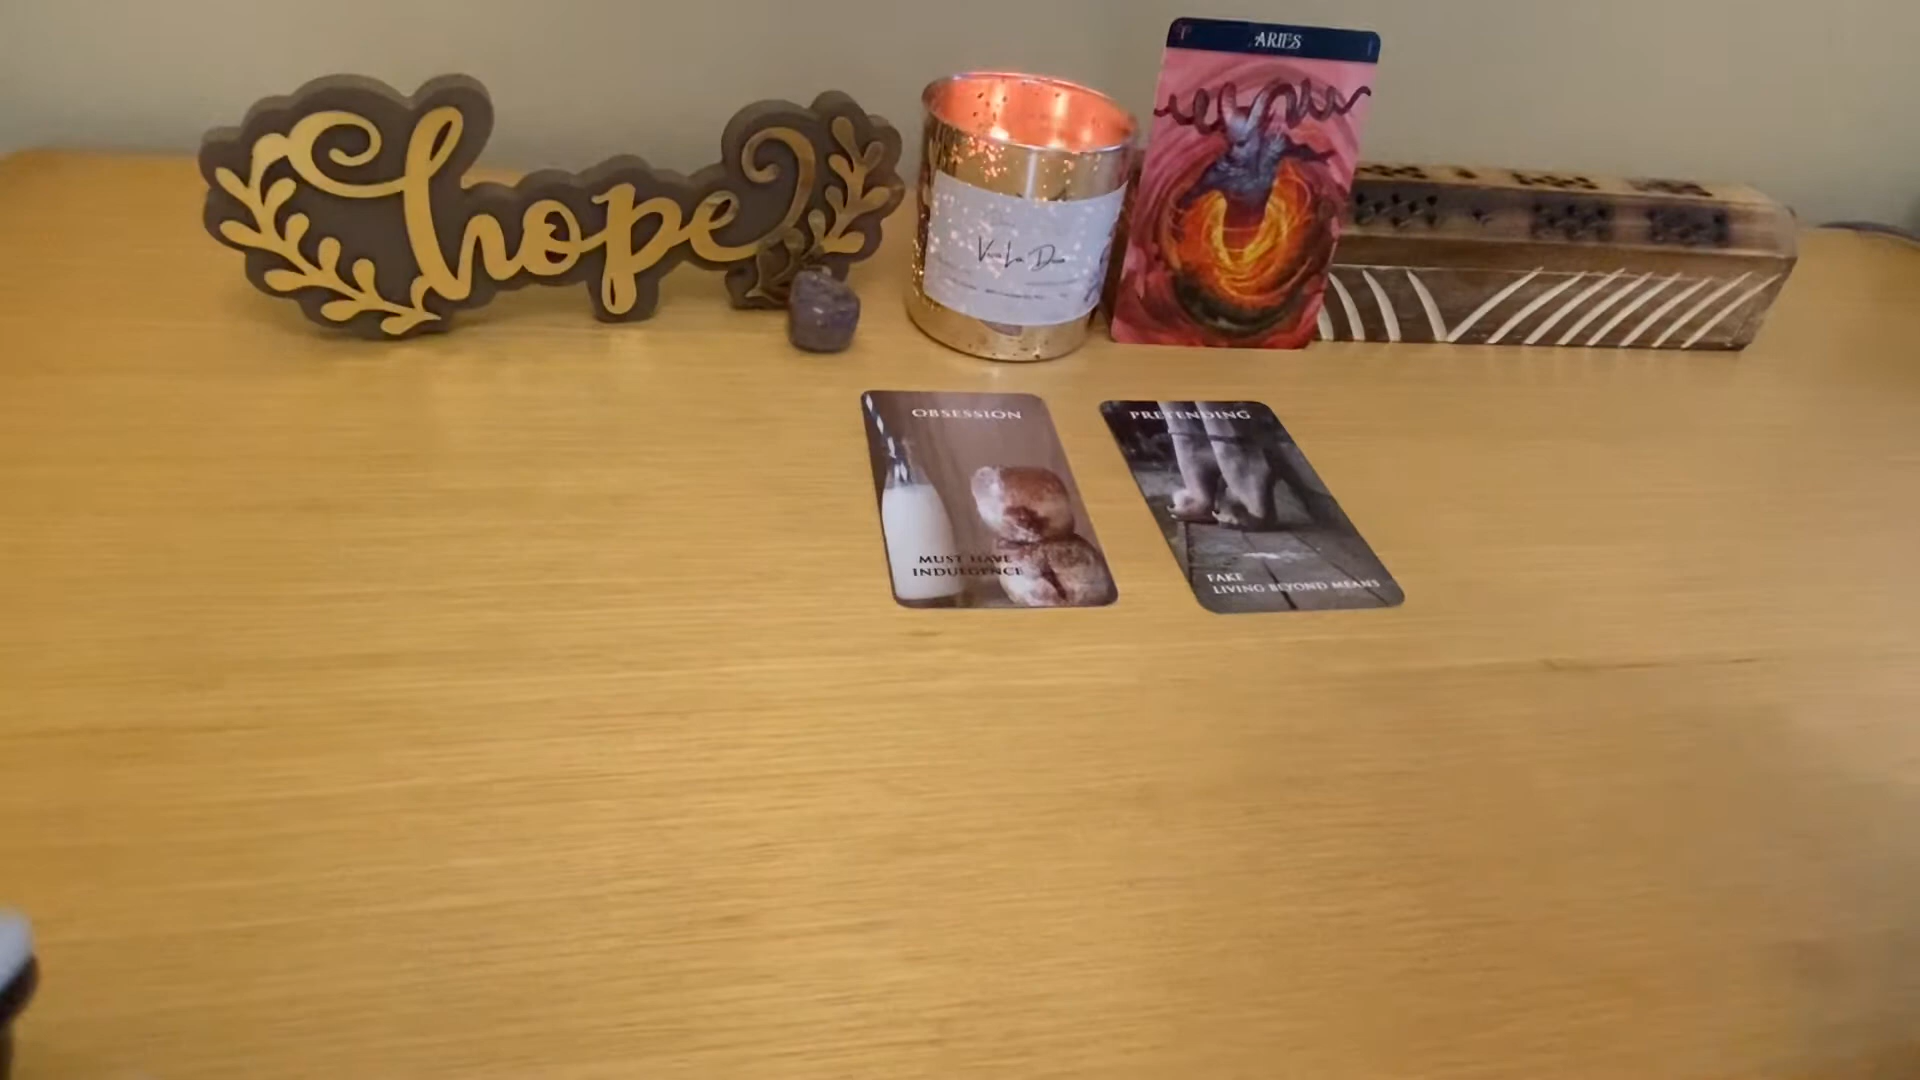 hope
ARIES
OBSESSION
MUST HAVE
INDULGENCE
PRETENDING
FAKE
LIVING BEYOND MEANS